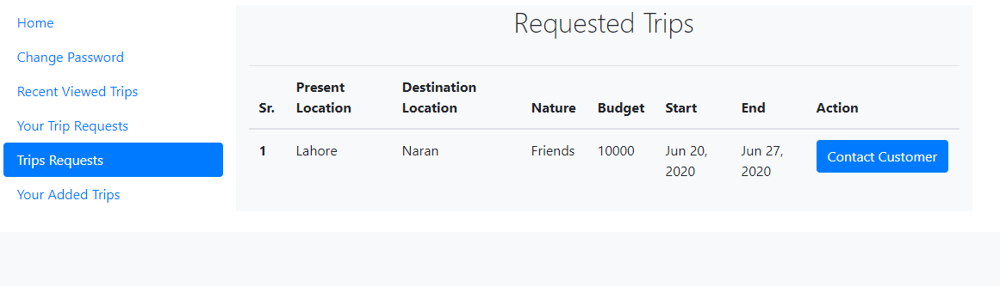 Home
Change Password
Recent Viewed Trips
Your Trip Requests
Trips Requests
Your Added Trips
Requested Trips
Sr. Present Location Destination Location Nature Budget Start End Action
1 Lahore Naran Friends 10000 Jun 20, 2020 Jun 27, 2020 Contact Customer